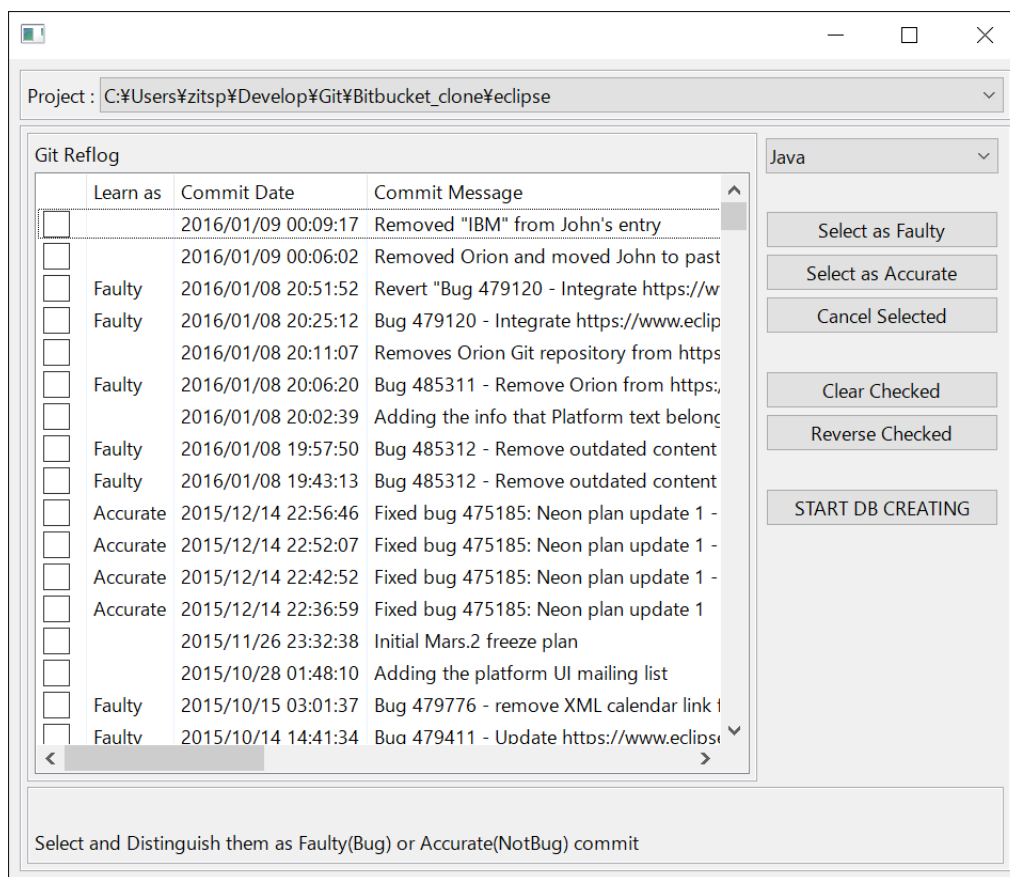 Project : C:¥Users¥zitsp¥Develop¥Git¥Bitbucket_clone¥eclipse
Git Reflog
Java
Learn as Commit Date Commit Message
2016/01/09 00:09:17 Removed "IBM" from John's entry
2016/01/09 00:06:02 Removed Orion and moved John to past
Faulty 2016/01/08 20:51:52 Revert "Bug 479120 - Integrate https://w
Faulty 2016/01/08 20:25:12 Bug 479120 - Integrate https://www.eclip
2016/01/08 20:11:07 Removes Orion Git repository from https
Faulty 2016/01/08 20:06:20 Bug 485311 - Remove Orion from https:/
2016/01/08 20:02:39 Adding the info that Platform text belong
Faulty 2016/01/08 19:57:50 Bug 485312 - Remove outdated content
Faulty 2016/01/08 19:43:13 Bug 485312 - Remove outdated content
Accurate 2015/12/14 22:56:46 Fixed bug 475185: Neon plan update 1 -
Accurate 2015/12/14 22:52:07 Fixed bug 475185: Neon plan update 1 -
Accurate 2015/12/14 22:42:52 Fixed bug 475185: Neon plan update 1 -
Accurate 2015/12/14 22:36:59 Fixed bug 475185: Neon plan update 1
2015/11/26 23:32:38 Initial Mars.2 freeze plan
2015/10/28 01:48:10 Adding the platform UI mailing list
Faulty 2015/10/15 03:01:37 Bug 479776 - remove XML calendar link f
Faulty 2015/10/14 14:41:34 Bug 479411 - Update https://www.eclipse
Select as Faulty
Select as Accurate
Cancel Selected
Clear Checked
Reverse Checked
START DB CREATING
Select and Distinguish them as Faulty(Bug) or Accurate(NotBug) commit